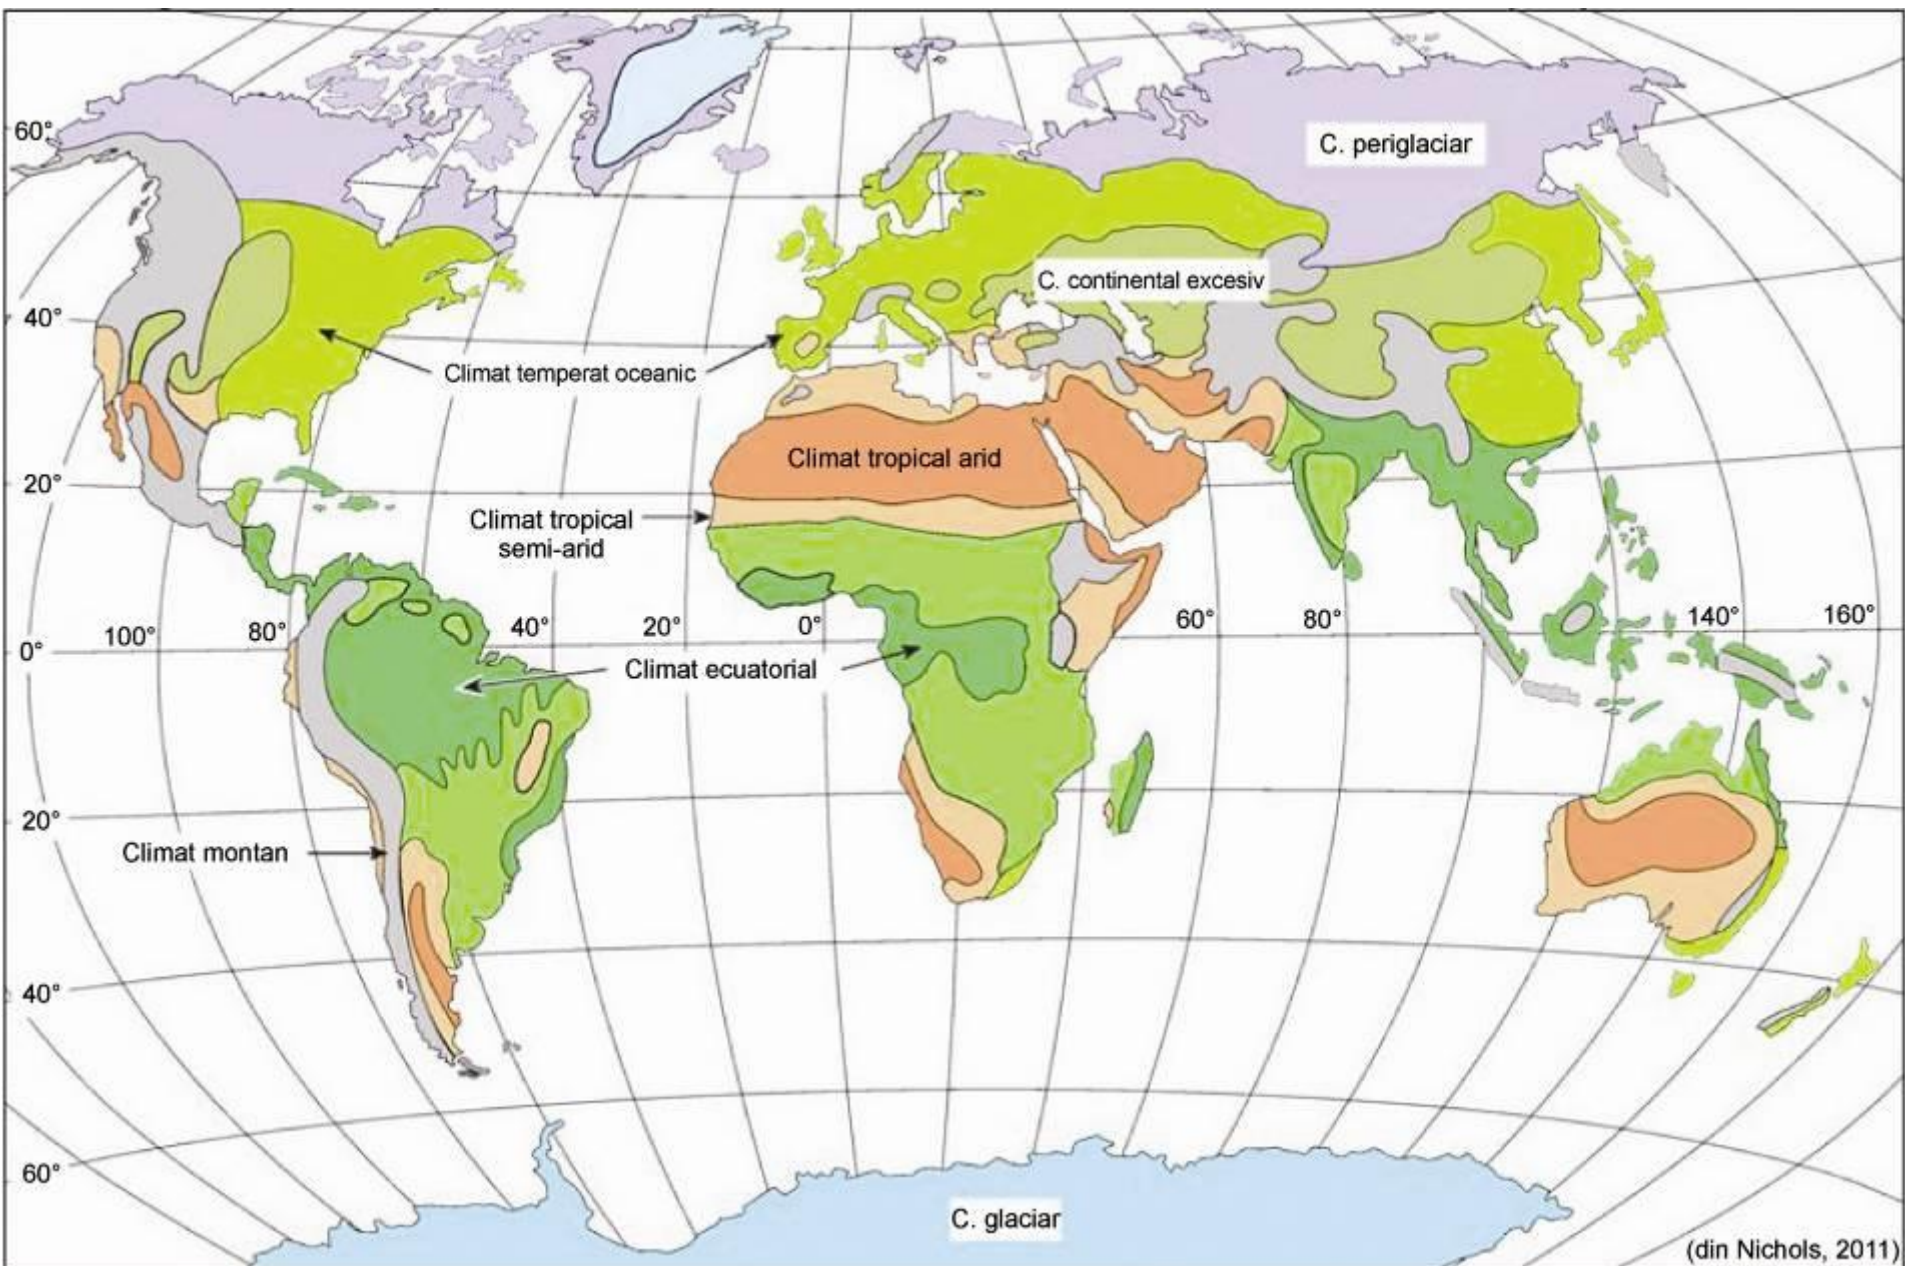 60°
C. periglaciar
C. continental excesiv
40°
Climat temperat oceanic
Climat tropical arid
20°
Climat tropical
semi-arid
100°
80°
40°
20°
0°
60°
80°
140°
160°
0°
Climat ecuatorial
20°
Climat montan
40°
60°
C. glaciar
(din Nichols, 2011)